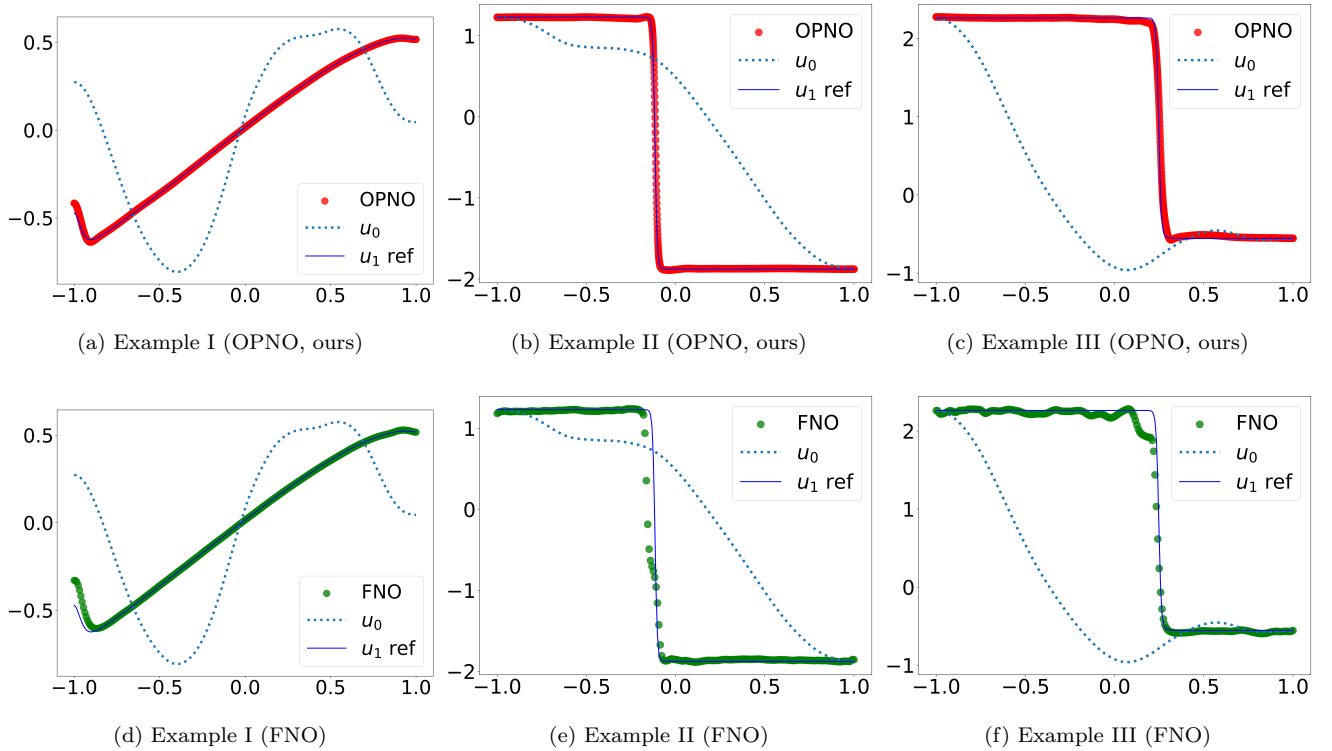 0.5
0.0
−0.5
−1.0 −0.5 0.0 0.5 1.0
OPNO
u0
u1 ref
(a) Example I (OPNO, ours)
1
0
−1
−2
−1.0 −0.5 0.0 0.5 1.0
OPNO
u0
u1 ref
(b) Example II (OPNO, ours)
2
1
0
−1
−1.0 −0.5 0.0 0.5 1.0
OPNO
u0
u1 ref
(c) Example III (OPNO, ours)
0.5
0.0
−0.5
−1.0 −0.5 0.0 0.5 1.0
FNO
u0
u1 ref
(d) Example I (FNO)
1
0
−1
−2
−1.0 −0.5 0.0 0.5 1.0
FNO
u0
u1 ref
(e) Example II (FNO)
2
1
0
−1
−1.0 −0.5 0.0 0.5 1.0
FNO
u0
u1 ref
(f) Example III (FNO)